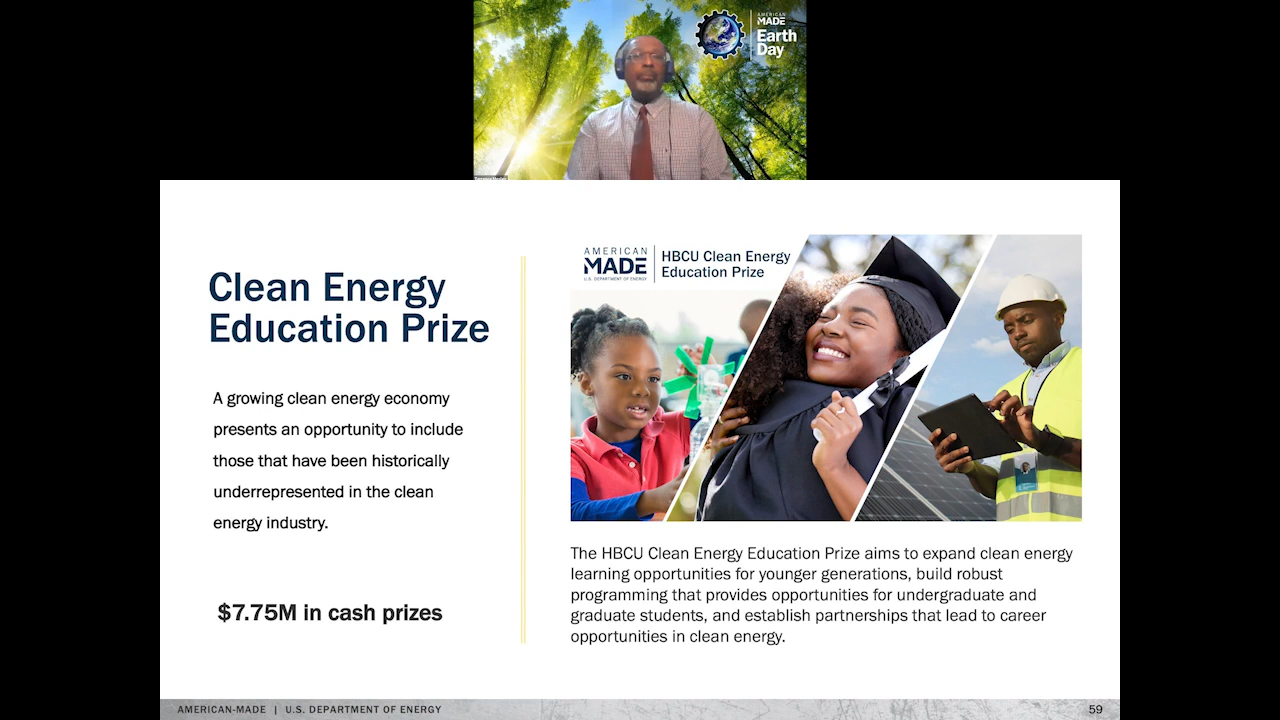 AMERICAN
MADE
Earth
Day
Clean Energy
Education Prize
A growing clean energy economy
presents an opportunity to include
those that have been historically
underrepresented in the clean
energy industry.
$7.75M in cash prizes
AMERICAN
MADE
U.S. DEPARTMENT OF ENERGY
HBCU Clean Energy
Education Prize
The HBCU Clean Energy Education Prize aims to expand clean energy
learning opportunities for younger generations, build robust
programming that provides opportunities for undergraduate and
graduate students, and establish partnerships that lead to career
opportunities in clean energy.
AMERICAN-MADE | U.S. DEPARTMENT OF ENERGY
59